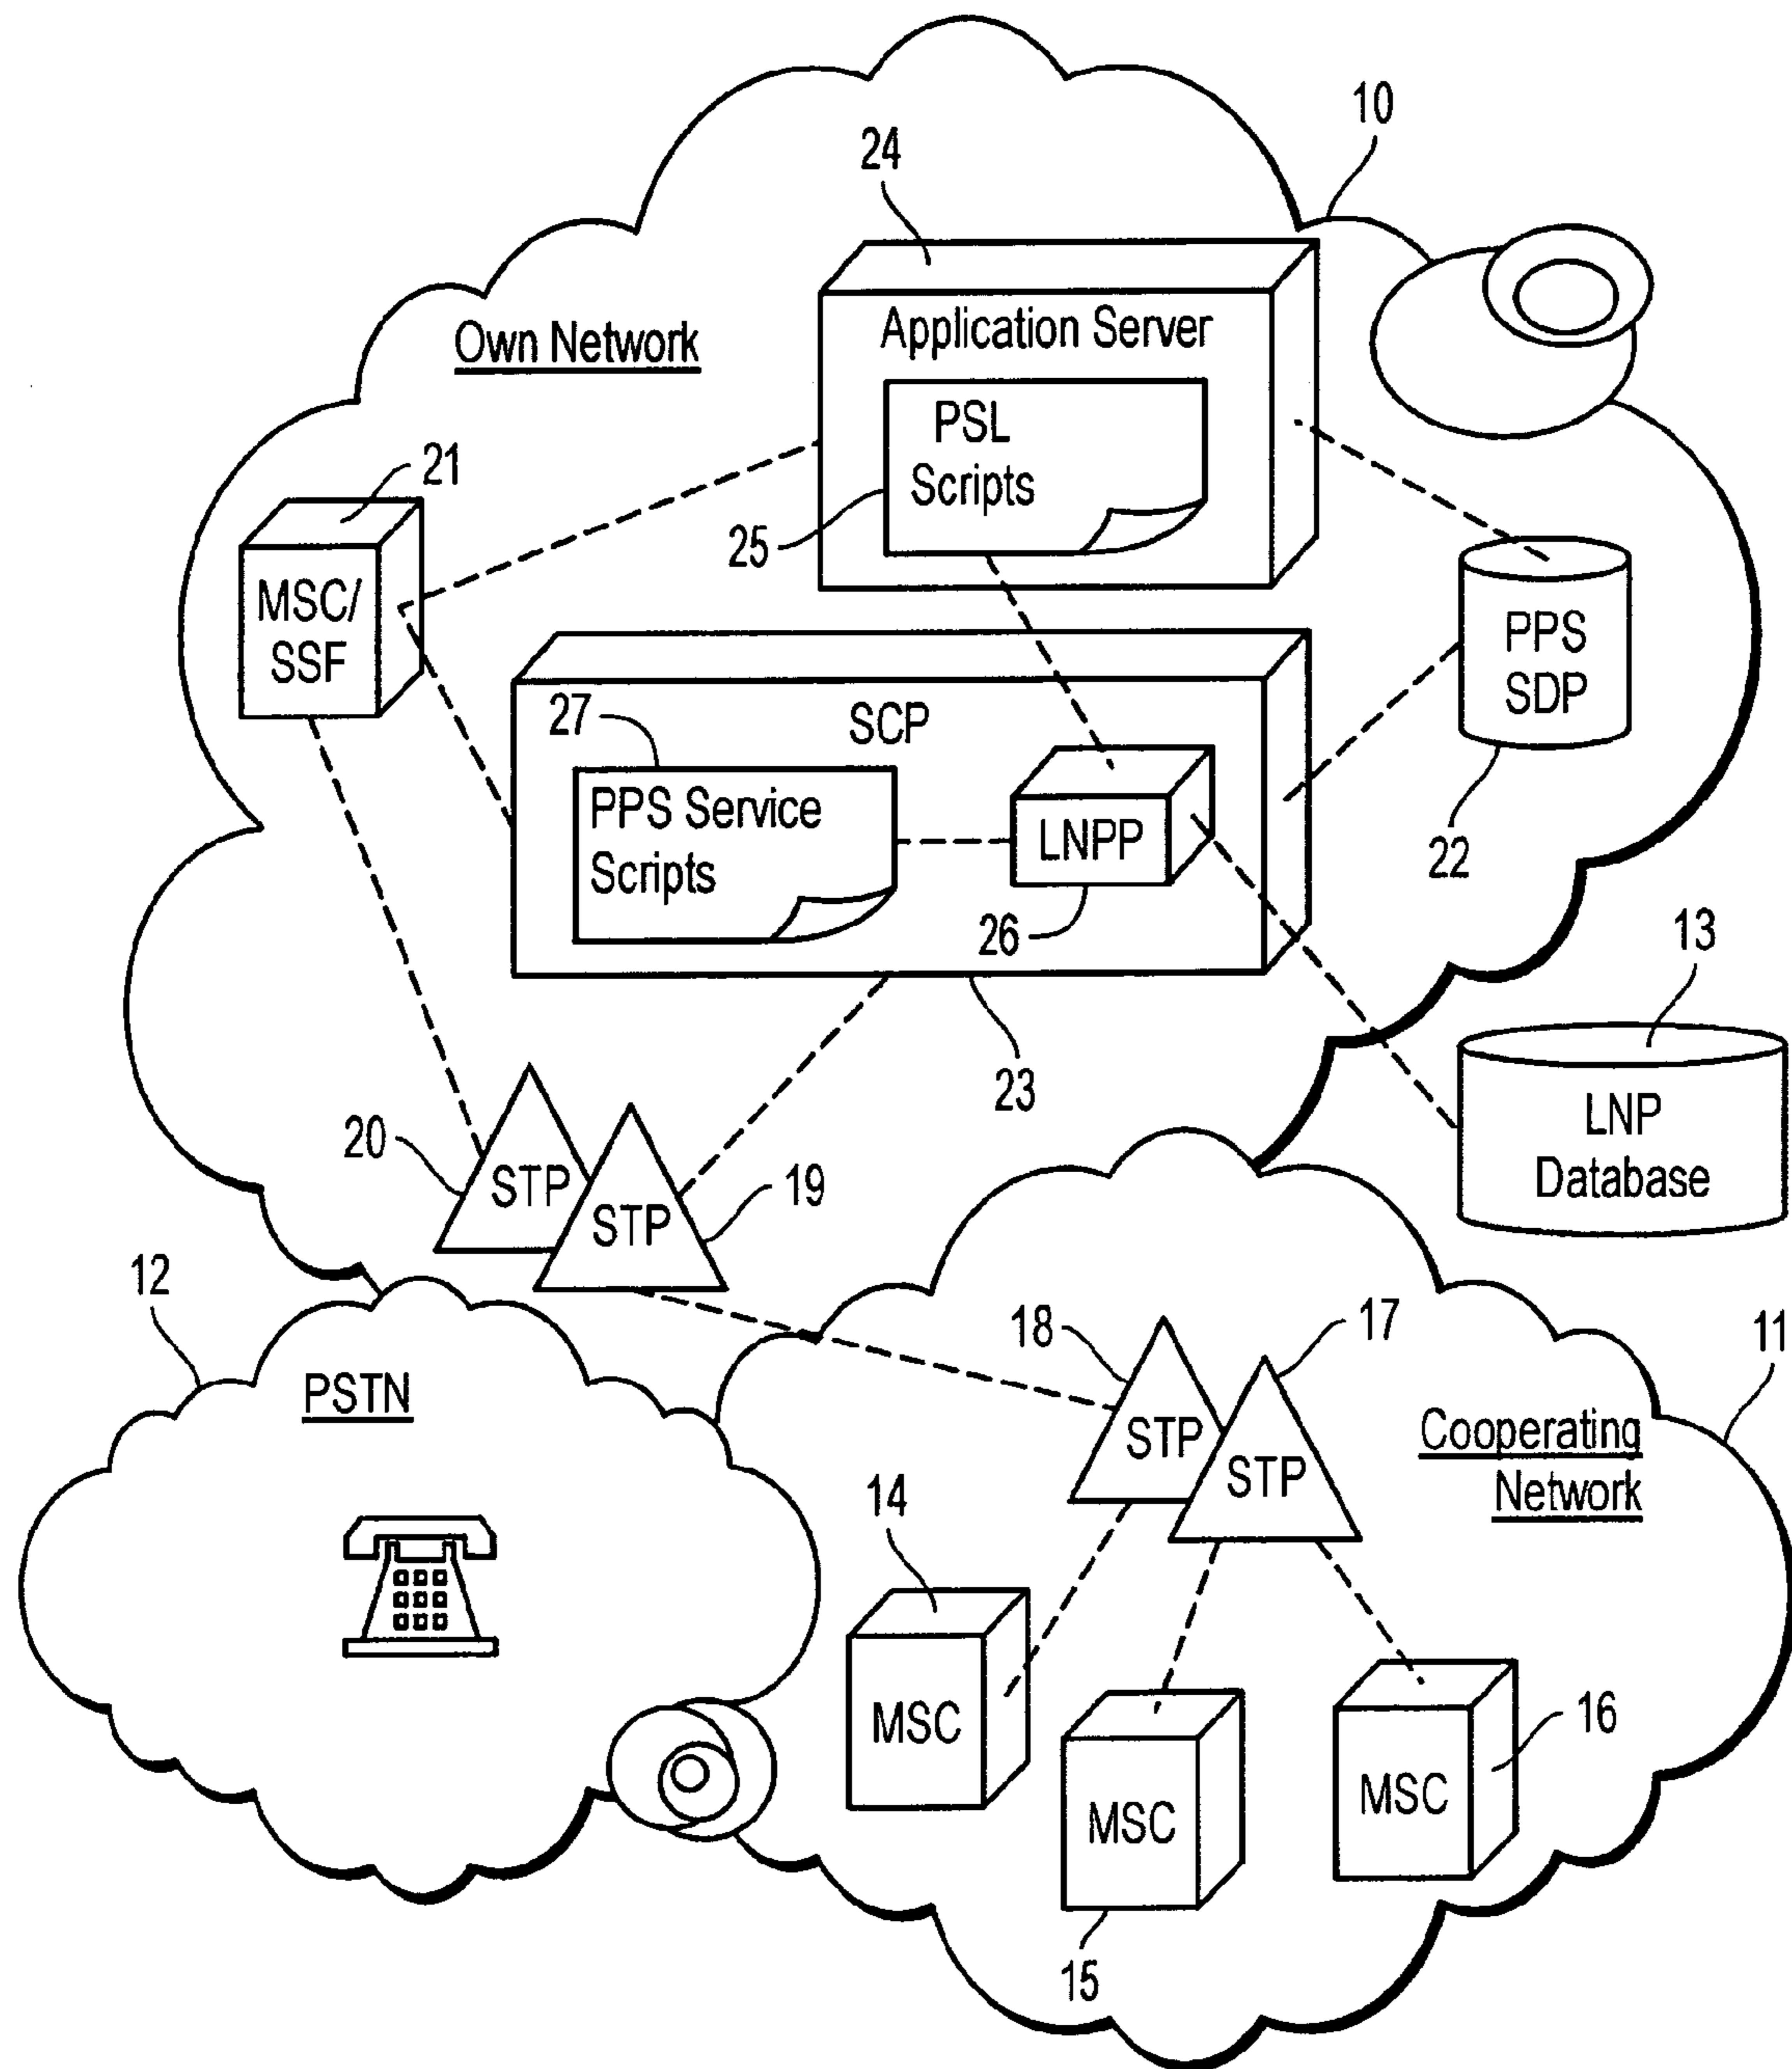 10
24
Own Network
Application Server
PSL
Scripts
21
25
MSC/
SSF
PPS
SDP
27
SCP
PPS Service
Scripts
LNPP
22
26
13
23
LNP
Database
20
STP
STP
19
12
18
17
11
PSTN
STP
STP
Cooperating
Network
14
MSC
MSC
MSC
16
15